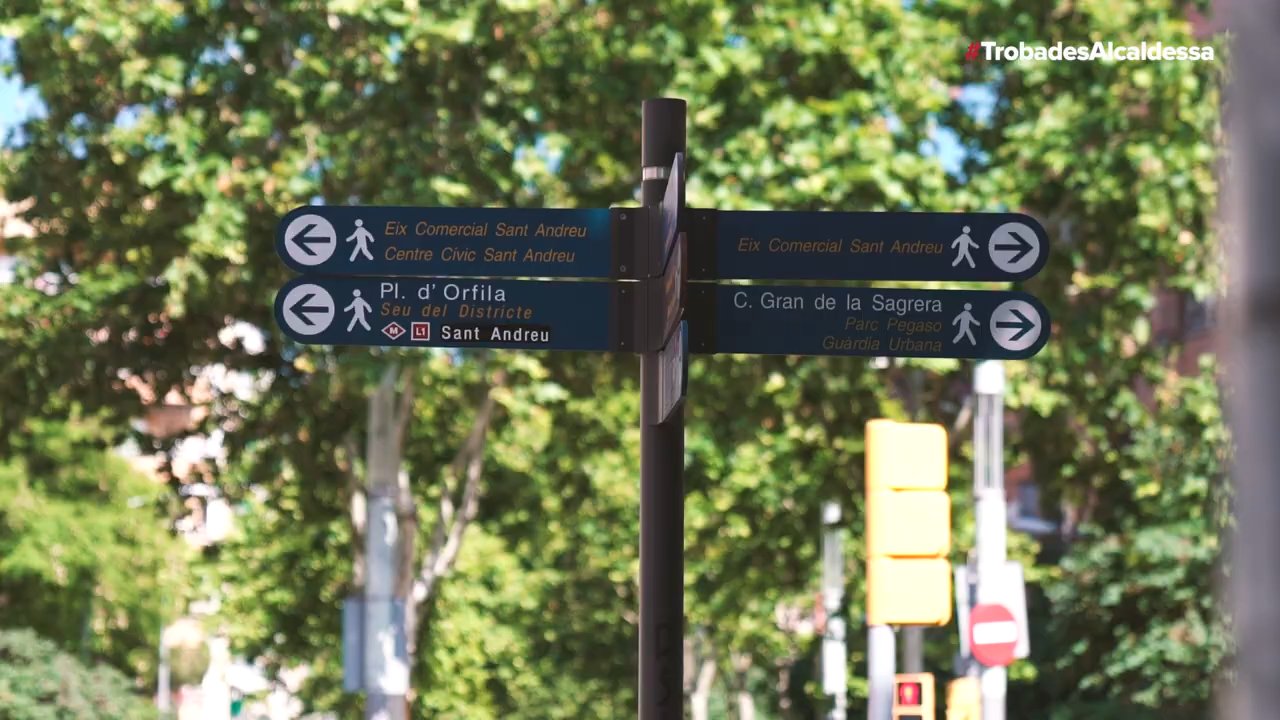 #TrobadesAlcaldessa
Eix Comercial Sant Andreu
Centre Cívic Sant Andreu
Pl. d'Orfila
Seu del Districte
M L1 Sant Andreu
Eix Comercial Sant Andreu
C. Gran de la Sagrera
Parc Pegaso
Guàrdia Urbana